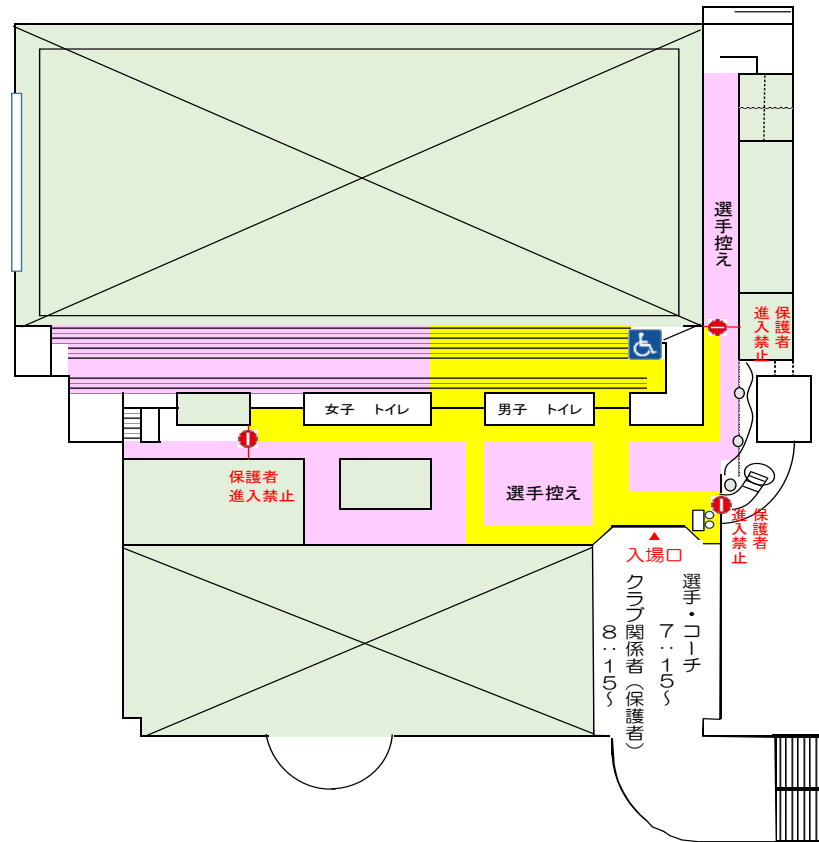 選手控え
保護者
進入禁止
女子　トイレ
男子　トイレ
保護者
進入禁止
選手控え
保護者
進入禁止
入場口
選手・コーチ
７：１５～
クラブ関係者（保護者）
８：１５～